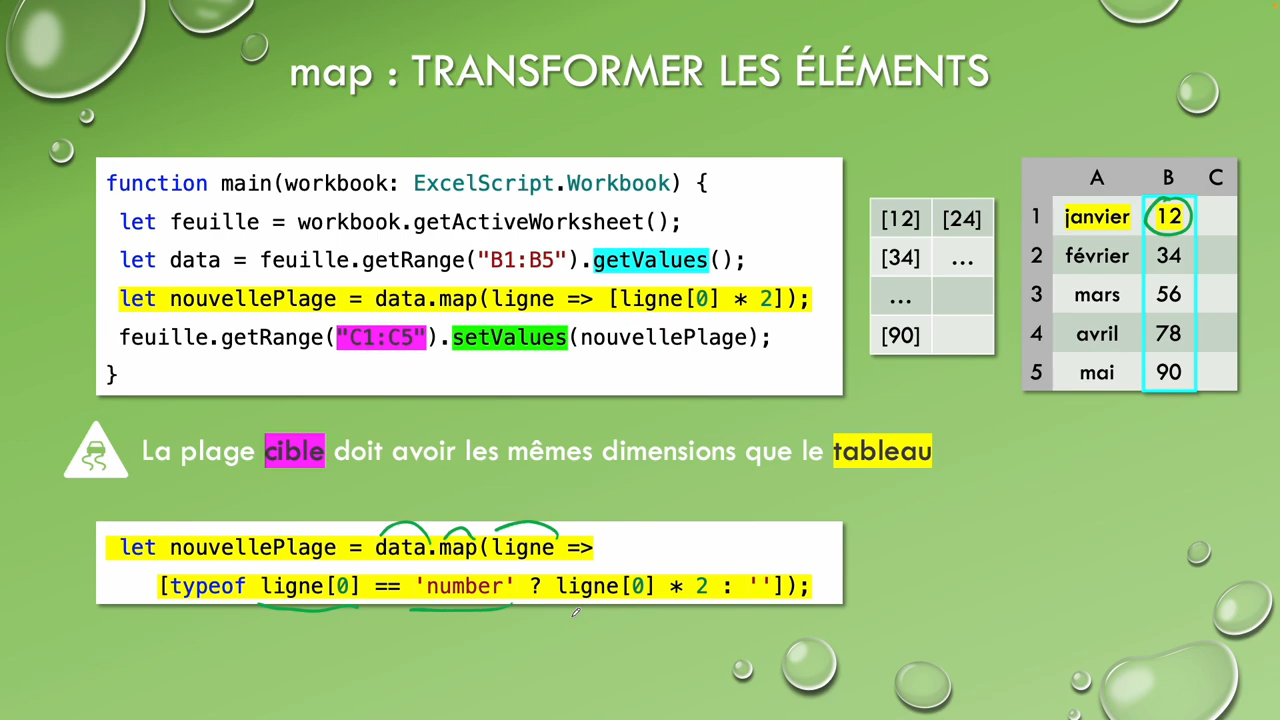 map : TRANSFORMER LES ÉLÉMENTS
function main(workbook: ExcelScript.Workbook) {
let feuille = workbook.getActiveWorksheet();
let data = feuille.getRange("B1:B5").getValues();
let nouvellePlage = data.map(ligne => [ligne[0] * 2]);
feuille.getRange("C1:C5").setValues(nouvellePlage);
}
[12] [24]
[34] ...
...
[90]
A B C
1 janvier 12
2 février 34
3 mars 56
4 avril 78
5 mai 90
La plage cible doit avoir les mêmes dimensions que le tableau
let nouvellePlage = data.map(ligne =>
[typeof ligne[0] == 'number' ? ligne[0] * 2 : '']);